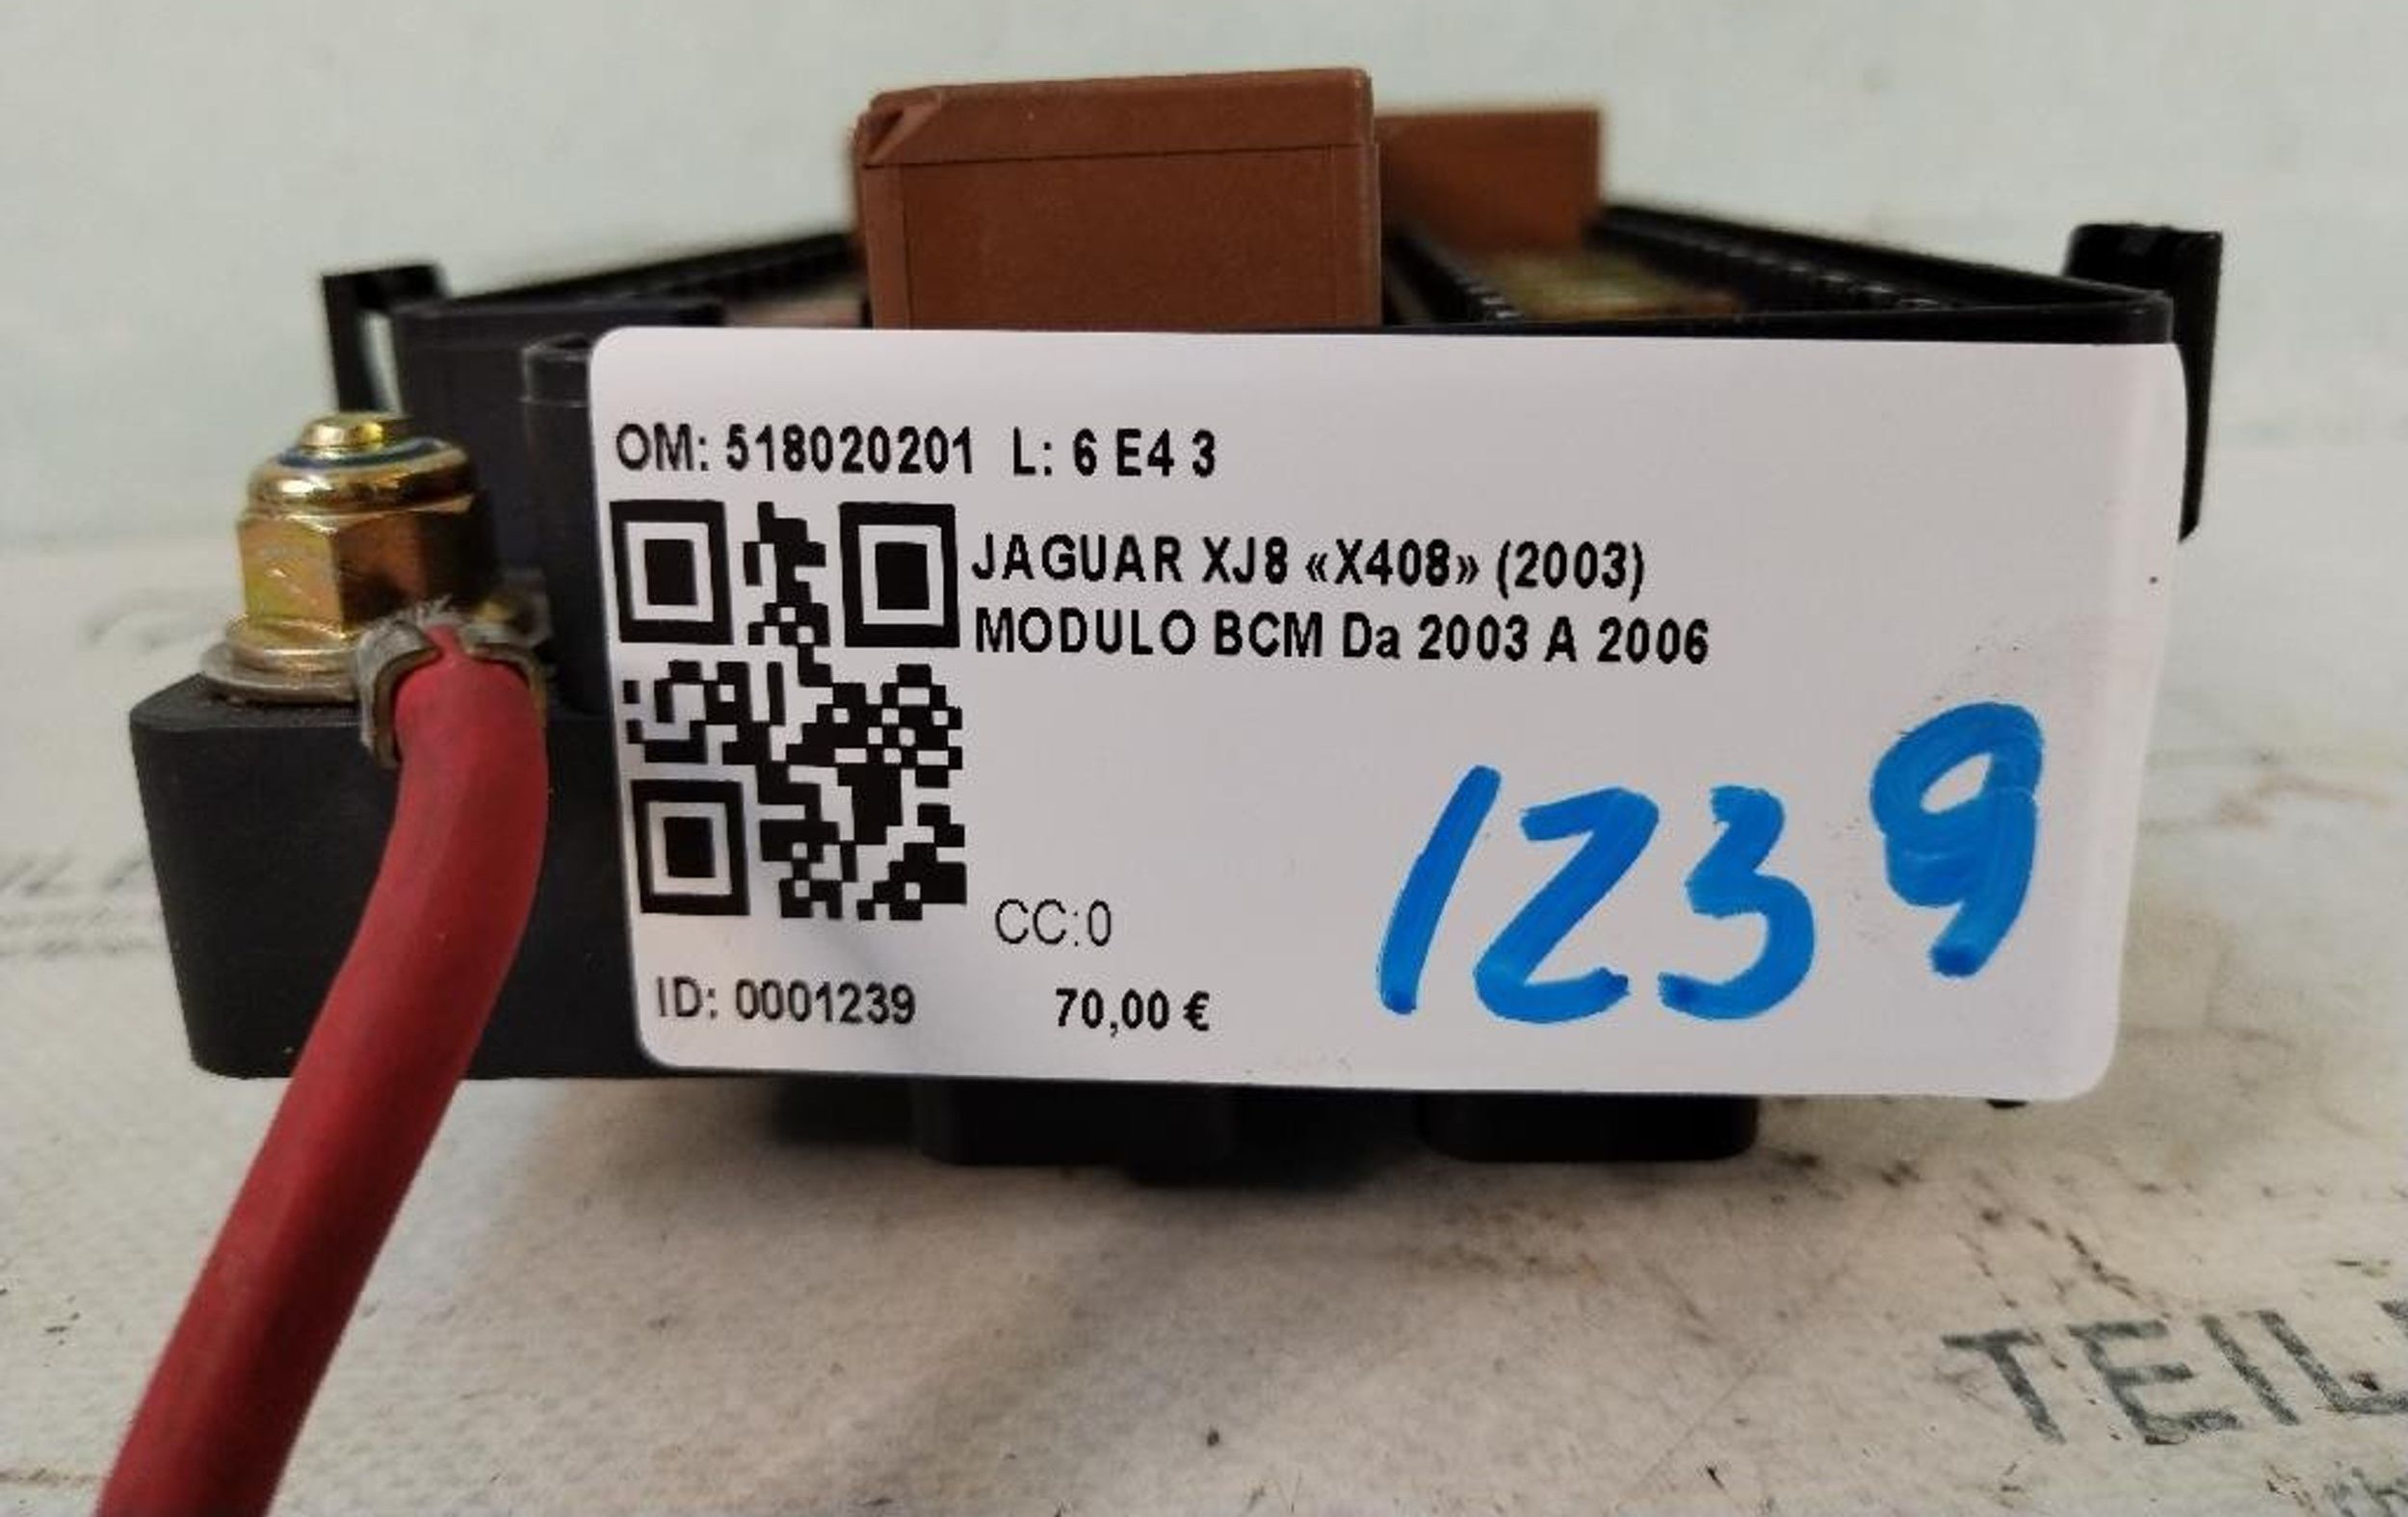 OM: 518020201 L: 6 E4 3
JAGUAR XJ8 «X408» (2003)
MODULO BCM Da 2003 A 2006
1239
CC:0
ID: 0001239 70,00 €